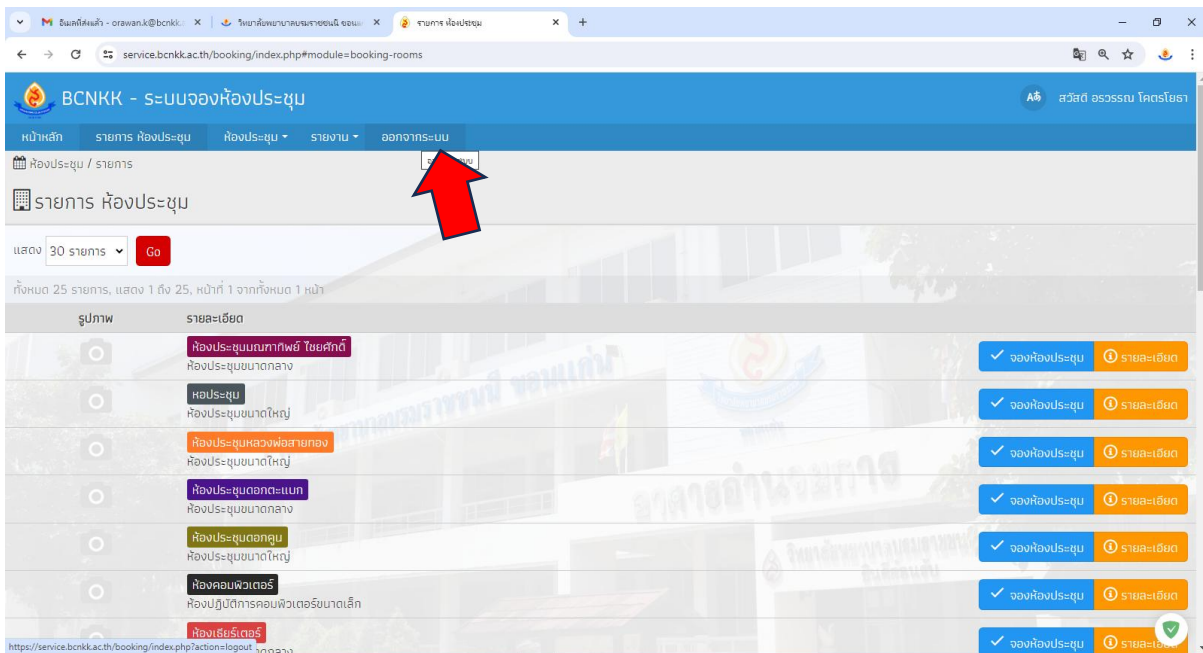 อีเมลที่ส่งแล้ว - orawan.k@bcnkk.
วิทยาลัยพยาบาลบรมราชชนนี ขอนแ
รายการ ห้องประชุม
service.bcnkk.ac.th/booking/index.php#module=booking-rooms
BCNKK - ระบบจองห้องประชุม
สวัสดี อรวรรณ โคตรโยธา
หน้าหลัก รายการ ห้องประชุม ห้องประชุม รายงาน ออกจากระบบ
ห้องประชุม / รายการ
รายการ ห้องประชุม
แสดง 30 รายการ Go
ทั้งหมด 25 รายการ, แสดง 1 ถึง 25, หน้าที่ 1 จากทั้งหมด 1 หน้า
รูปภาพ รายละเอียด
ห้องประชุมมณฑาทิพย์ ไชยศักดิ์
ห้องประชุมขนาดกลาง
จองห้องประชุม รายละเอียด
หอประชุม
ห้องประชุมขนาดใหญ่
จองห้องประชุม รายละเอียด
ห้องประชุมหลวงพ่อสายทอง
ห้องประชุมขนาดใหญ่
จองห้องประชุม รายละเอียด
ห้องประชุมดอกตะแบก
ห้องประชุมขนาดกลาง
จองห้องประชุม รายละเอียด
ห้องประชุมดอกคูน
ห้องประชุมขนาดใหญ่
จองห้องประชุม รายละเอียด
ห้องคอมพิวเตอร์
ห้องปฏิบัติการคอมพิวเตอร์ขนาดเล็ก
จองห้องประชุม รายละเอียด
ห้องเธียร์เตอร์
จองห้องประชุม
https://service.bcnkk.ac.th/booking/index.php?action=logout